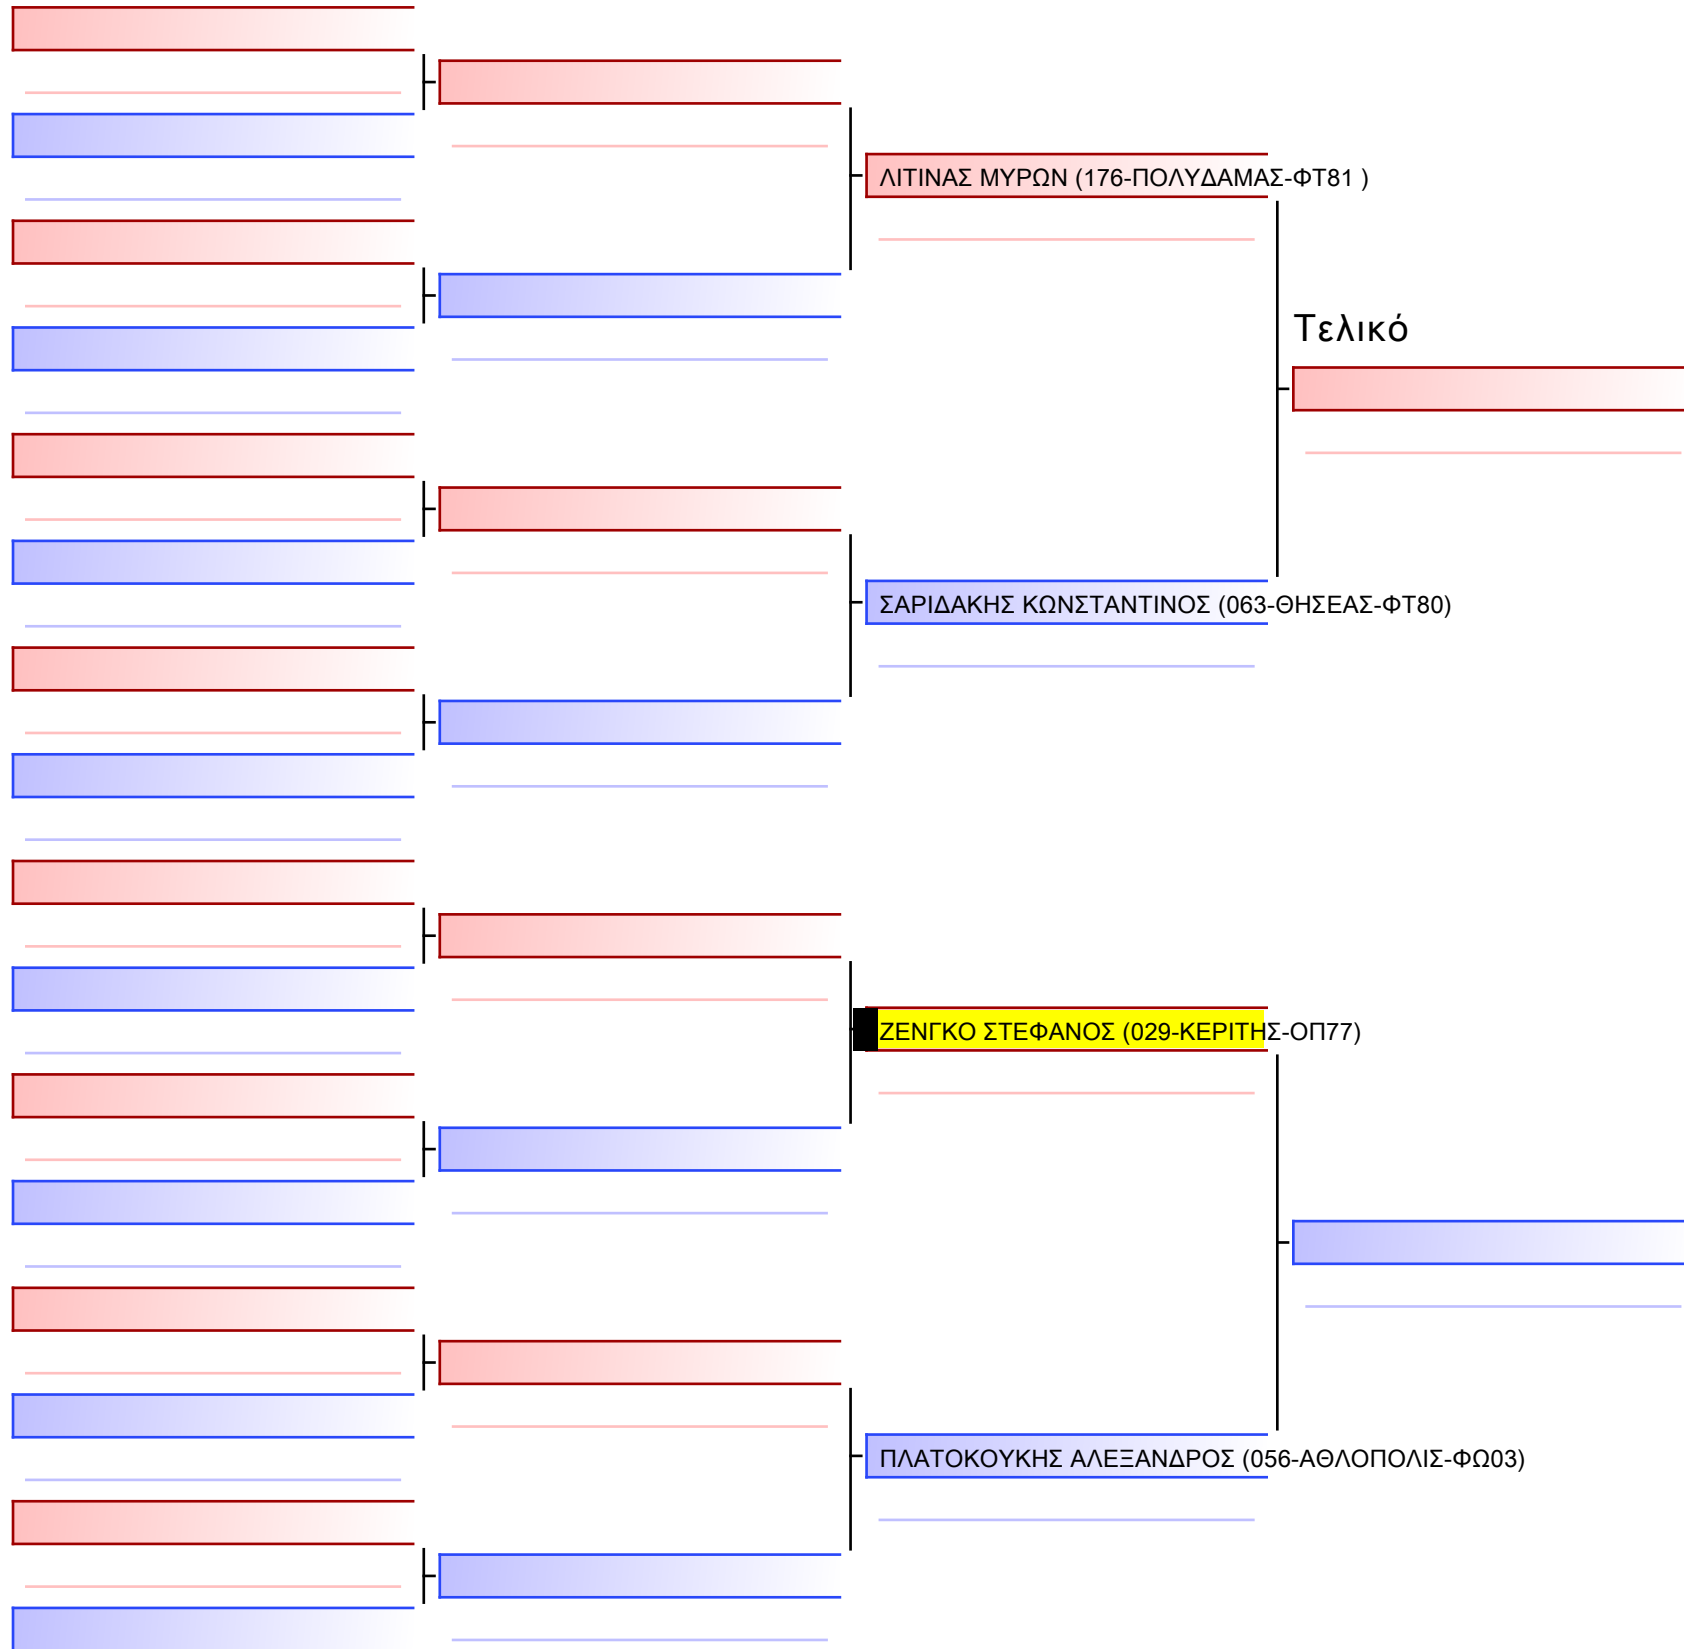 ΛΙΤΙΝΑΣ ΜΥΡΩΝ (176-ΠΟΛΥΔΑΜΑΣ-ΦΤ81 )
Τελικό
ΣΑΡΙΔΑΚΗΣ ΚΩΝΣΤΑΝΤΙΝΟΣ (063-ΘΗΣΕΑΣ-ΦΤ80)
ΖΕΝΓΚΟ ΣΤΕΦΑΝΟΣ (029-ΚΕΡΙΤΗΣ-ΟΠ77)
ΠΛΑΤΟΚΟΥΚΗΣ ΑΛΕΞΑΝΔΡΟΣ (056-ΑΘΛΟΠΟΛΙΣ-ΦΩ03)